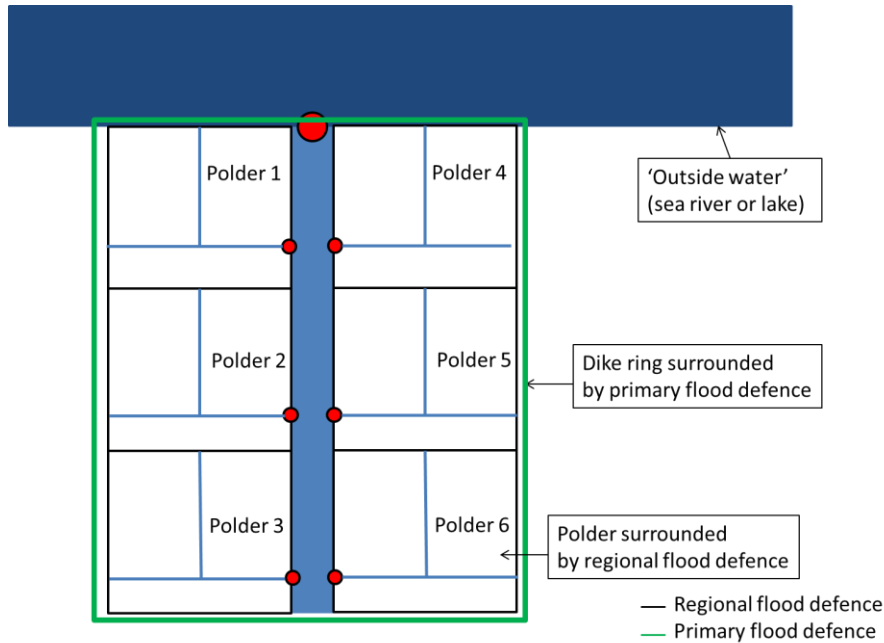 Polder 1
Polder 4
'Outside water'
(sea river or lake)
Polder 2
Polder 5
Dike ring surrounded
by primary flood defence
Polder 3
Polder 6
Polder surrounded
by regional flood defence
Regional flood defence
Primary flood defence